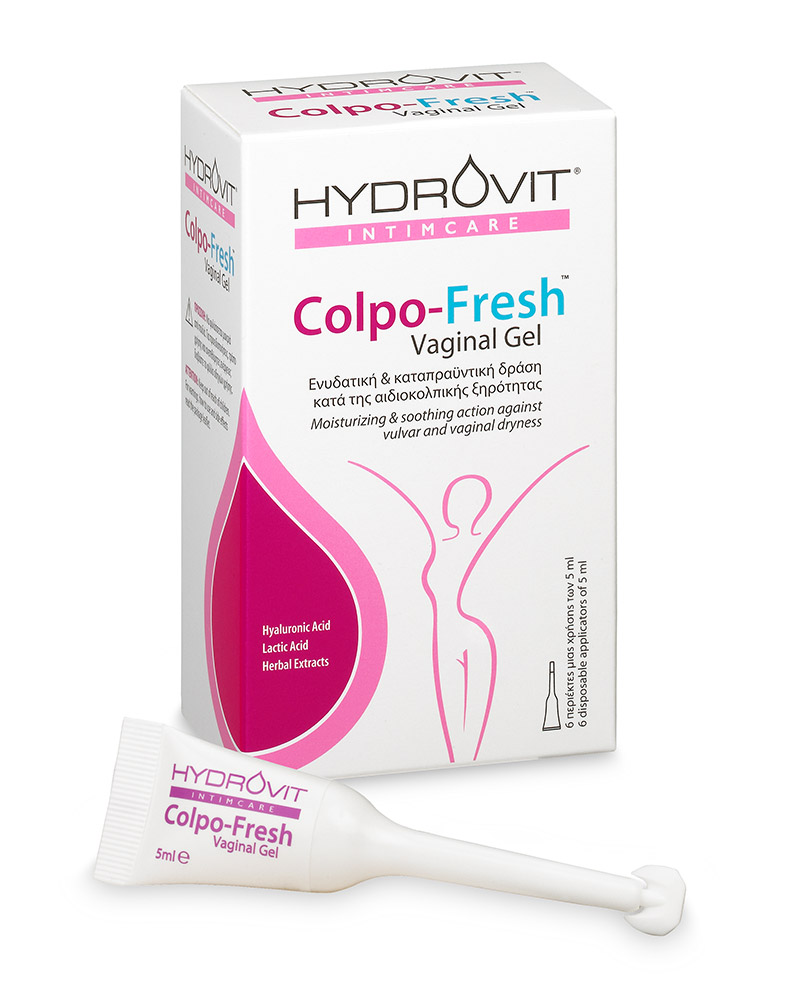 HYDROVIT®
INTIMCARE
Colpo-Fresh™
Vaginal Gel
HYDROVIT
INTIMCARE
Colpo-Fresh™
Vaginal Gel
HYDROVIT®
INTIMCARE
Colpo-Fresh™
Vaginal Gel
Ενυδατική & καταπραϋντική δράση
κατά της αιδιοκολπικής ξηρότητας
Moisturizing & soothing action against
vulvar and vaginal dryness
Hyaluronic Acid
Lactic Acid
Herbal Extracts
6 περιέκτες μιας χρήσης των 5 ml
6 disposable applicators of 5 ml
HYDROVIT
INTIMCARE
Colpo-Fresh
Vaginal Gel
5ml℮